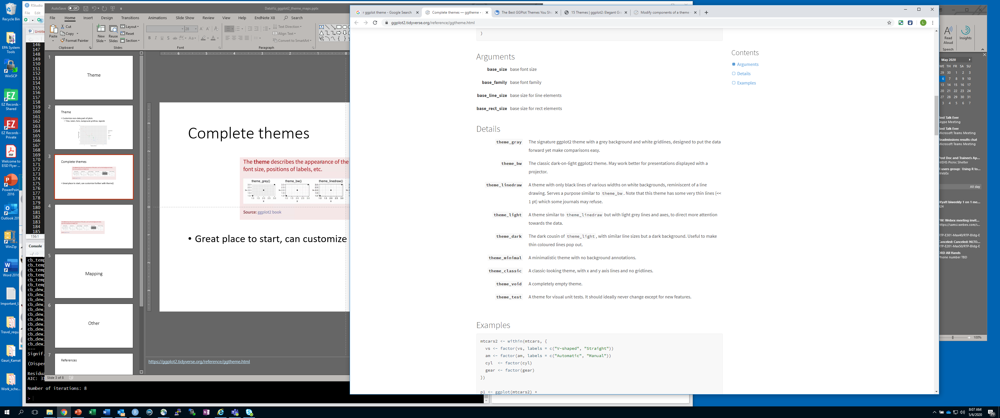 Recycle Bin
EPA System
Tools
WinSCP
EZ Records -
Shared
EZ Records -
Private
Welcome to
EISD Flyer ...
PowerPoint
2016
Outlook 201
WinZip
Word 2016
Important_I...
Travel_requ...
Gauri_Kamat
Work_sche...
RStudio
File Edit
Untitle
146
147
148
149
150
151
152
153
154
155
156
157
158
159
160
161
162
163
164
165
166
167
168
169
170
171
172
173
174
175
176
177
178
179
180
181
182
183
184
185
156:1
Console
~/
cb_temp
cb_temp
cb_temp
cb_temp
cb_temp
cb_temp
cb_dew_
cb_dew_
cb_dew_
cb_dew_
cb_dew_
cb_dew_
cb_dew_
cb_dew_
cb_dew_
cb_dew_
cb_dew_
cb_dew_
---
Signif.
(Disper
Residua
AIC: 31
Number of iterations: 8
>
AutoSave Off
DataViz_ggplot2_theme_maps.pptx
File Home Insert Design Transitions Animations Slide Show Review View Help EndNote X8 Search
Paste
Cut
Copy
Format Painter
Clipboard
New
Slide
Reuse
Slides
Layout
Reset
Section
Slides
28
Font
Text Direction
Align Text
Convert to SmartArt
Paragraph
1
Theme
2
Theme
• Customize non-data part of plots
• Titles, labels, fonts, background, gridlines, legends
3
Complete themes
• Great place to start, can customize further with theme()
4
5
Mapping
6
Other
7
References
Slide 3 of 8
Complete themes
The theme describes the appearance of the
font size, positions of labels, etc.
theme_grey() theme_bw() theme_linedraw()
Source: ggplot2 book
• Great place to start, can customize
https://ggplot2.tidyverse.org/reference/ggtheme.html
r ggplot theme - Google Search
Complete themes — ggtheme •
The Best GGPlot Themes You Sho
15 Themes | ggplot2: Elegant Gra
Modify components of a theme -
ggplot2.tidyverse.org/reference/ggtheme.html
L
)
Arguments
base_size base font size
base_family base font family
base_line_size base size for line elements
base_rect_size base size for rect elements
Details
theme_gray The signature ggplot2 theme with a grey background and white gridlines, designed to put the data
forward yet make comparisons easy.
theme_bw The classic dark-on-light ggplot2 theme. May work better for presentations displayed with a
projector.
theme_linedraw A theme with only black lines of various widths on white backgrounds, reminiscent of a line
drawing. Serves a purpose similar to theme_bw. Note that this theme has some very thin lines (<<
1 pt) which some journals may refuse.
theme_light A theme similar to theme_linedraw but with light grey lines and axes, to direct more attention
towards the data.
theme_dark The dark cousin of theme_light, with similar line sizes but a dark background. Useful to make
thin coloured lines pop out.
theme_minimal A minimalistic theme with no background annotations.
theme_classic A classic-looking theme, with x and y axis lines and no gridlines.
theme_void A completely empty theme.
theme_test A theme for visual unit tests. It should ideally never change except for new features.
Examples
mtcars2 <- within(mtcars, {
vs <- factor(vs, labels = c("V-shaped", "Straight"))
am <- factor(am, labels = c("Automatic", "Manual"))
cyl <- factor(cyl)
gear <- factor(gear)
})
p1 <- ggplot(mtcars2) +
Contents
Arguments
Details
Examples
Read
Aloud
Speech
Insights
May 2020
WE TH FR SA SU
29 30 1 2 3
6 7 8 9 10
13 14 15 16 17
20 21 22 23 24
27 28 29 30 31
3 4 5 6 7
Best Talk Ever
Skype Meeting
Best Talk Ever
Microsoft Teams Meeting
Readmissions results chat
Microsoft Teams Meeting
Post Doc and Trainee's Ap...
NIEHS Picnic Shelter
R users group: Using R to...
WebEx
All day
Wyatt biweekly 1 on 1 me...
424
FW: Webex meeting invit...
https://samsi.webex.com/s...
RTP-E301-Max40/RTP-Bldg-E
Canceled: Canceled: NLTO...
RTP-E201-Max50/RTP-Bldg-E
ORD All Hands
Phone number TBD
100%
8:07 AM
5/6/2020
20